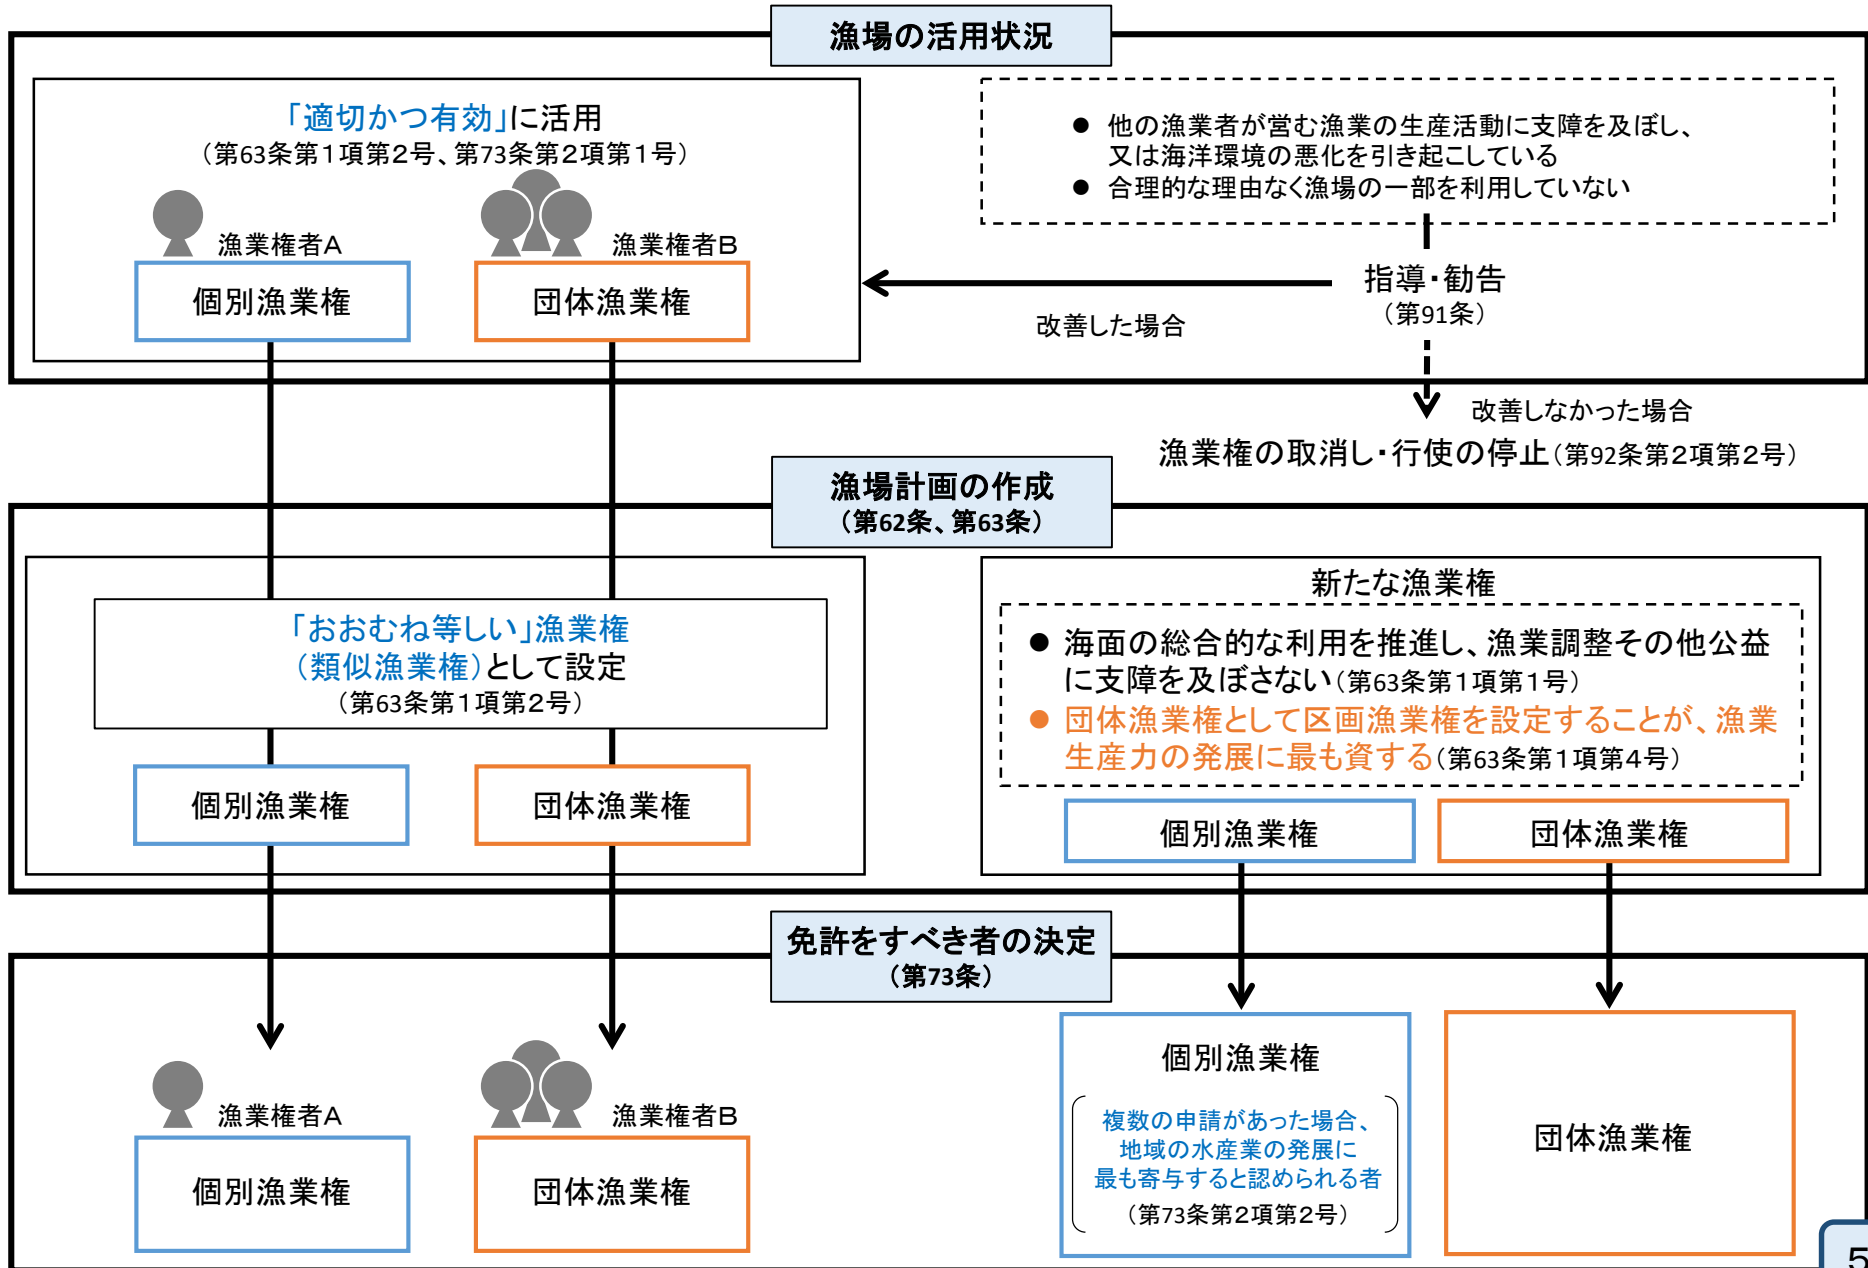 漁場の活用状況
「適切かつ有効」に活用
（第63条第１項第２号、第73条第２項第１号）
漁業権者Ａ
漁業権者Ｂ
個別漁業権
団体漁業権
● 他の漁業者が営む漁業の生産活動に支障を及ぼし、
又は海洋環境の悪化を引き起こしている
● 合理的な理由なく漁場の一部を利用していない
指導・勧告
（第91条）
改善した場合
改善しなかった場合
漁業権の取消し・行使の停止（第92条第２項第２号）
漁場計画の作成
（第62条、第63条）
「おおむね等しい」漁業権
（類似漁業権）として設定
（第63条第１項第２号）
個別漁業権
団体漁業権
新たな漁業権
● 海面の総合的な利用を推進し、漁業調整その他公益
に支障を及ぼさない（第63条第１項第１号）
● 団体漁業権として区画漁業権を設定することが、漁業
生産力の発展に最も資する（第63条第１項第４号）
個別漁業権
団体漁業権
免許をすべき者の決定
（第73条）
漁業権者Ａ
漁業権者Ｂ
個別漁業権
団体漁業権
個別漁業権
複数の申請があった場合、
地域の水産業の発展に
最も寄与すると認められる者
（第73条第２項第２号）
団体漁業権
5